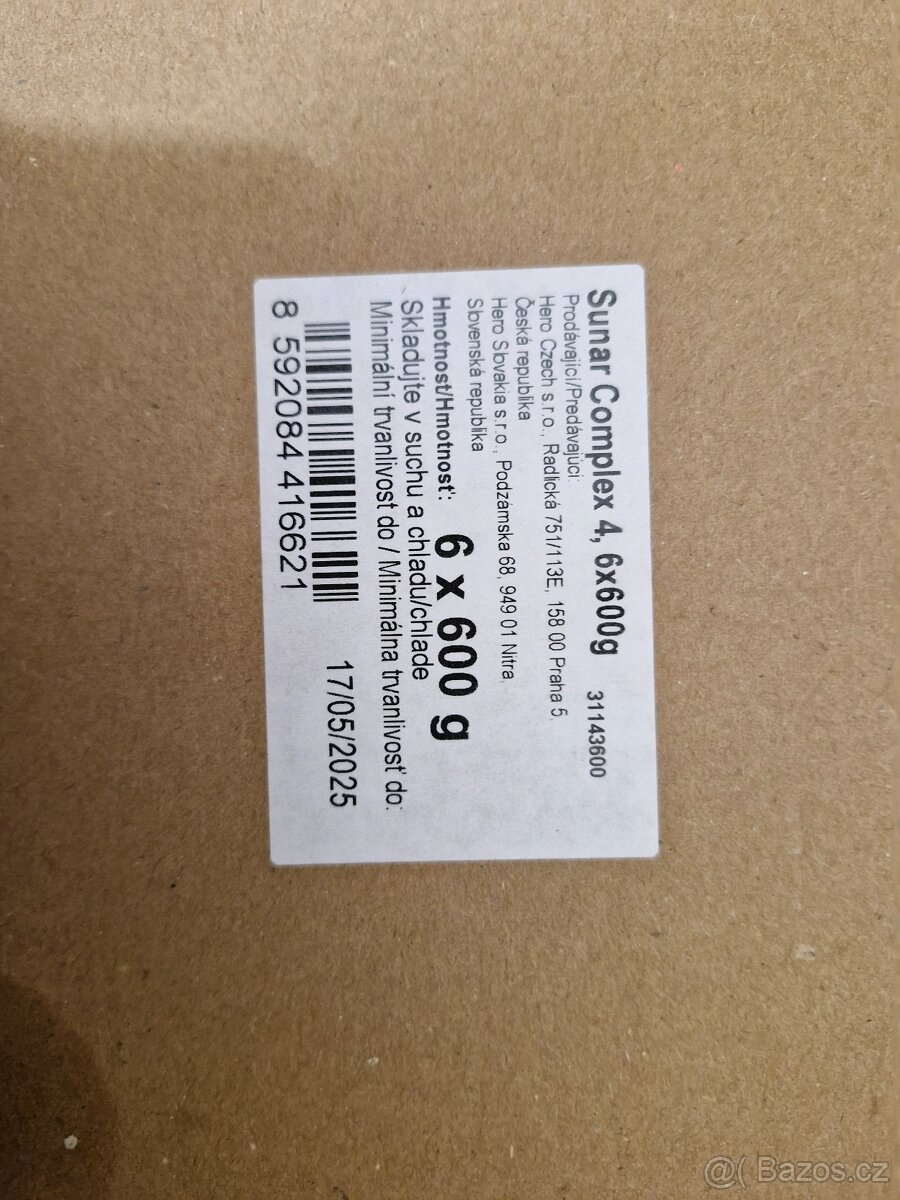 Sunar Complex 4, 6x600g 31143600
Prodávající/Predávajúci:
Hero Czech s.r.o., Radlická 751/113E, 158 00 Praha 5,
Česká republika
Hero Slovakia s.r.o., Podzámska 68, 949 01 Nitra,
Slovenská republika
Hmotnost/Hmotnosť: 6 x 600 g
Skladujte v suchu a chladu/chlade
Minimální trvanlivost do / Minimálna trvanlivosť do:
17/05/2025
8 592084 416621
@( Bazos.cz